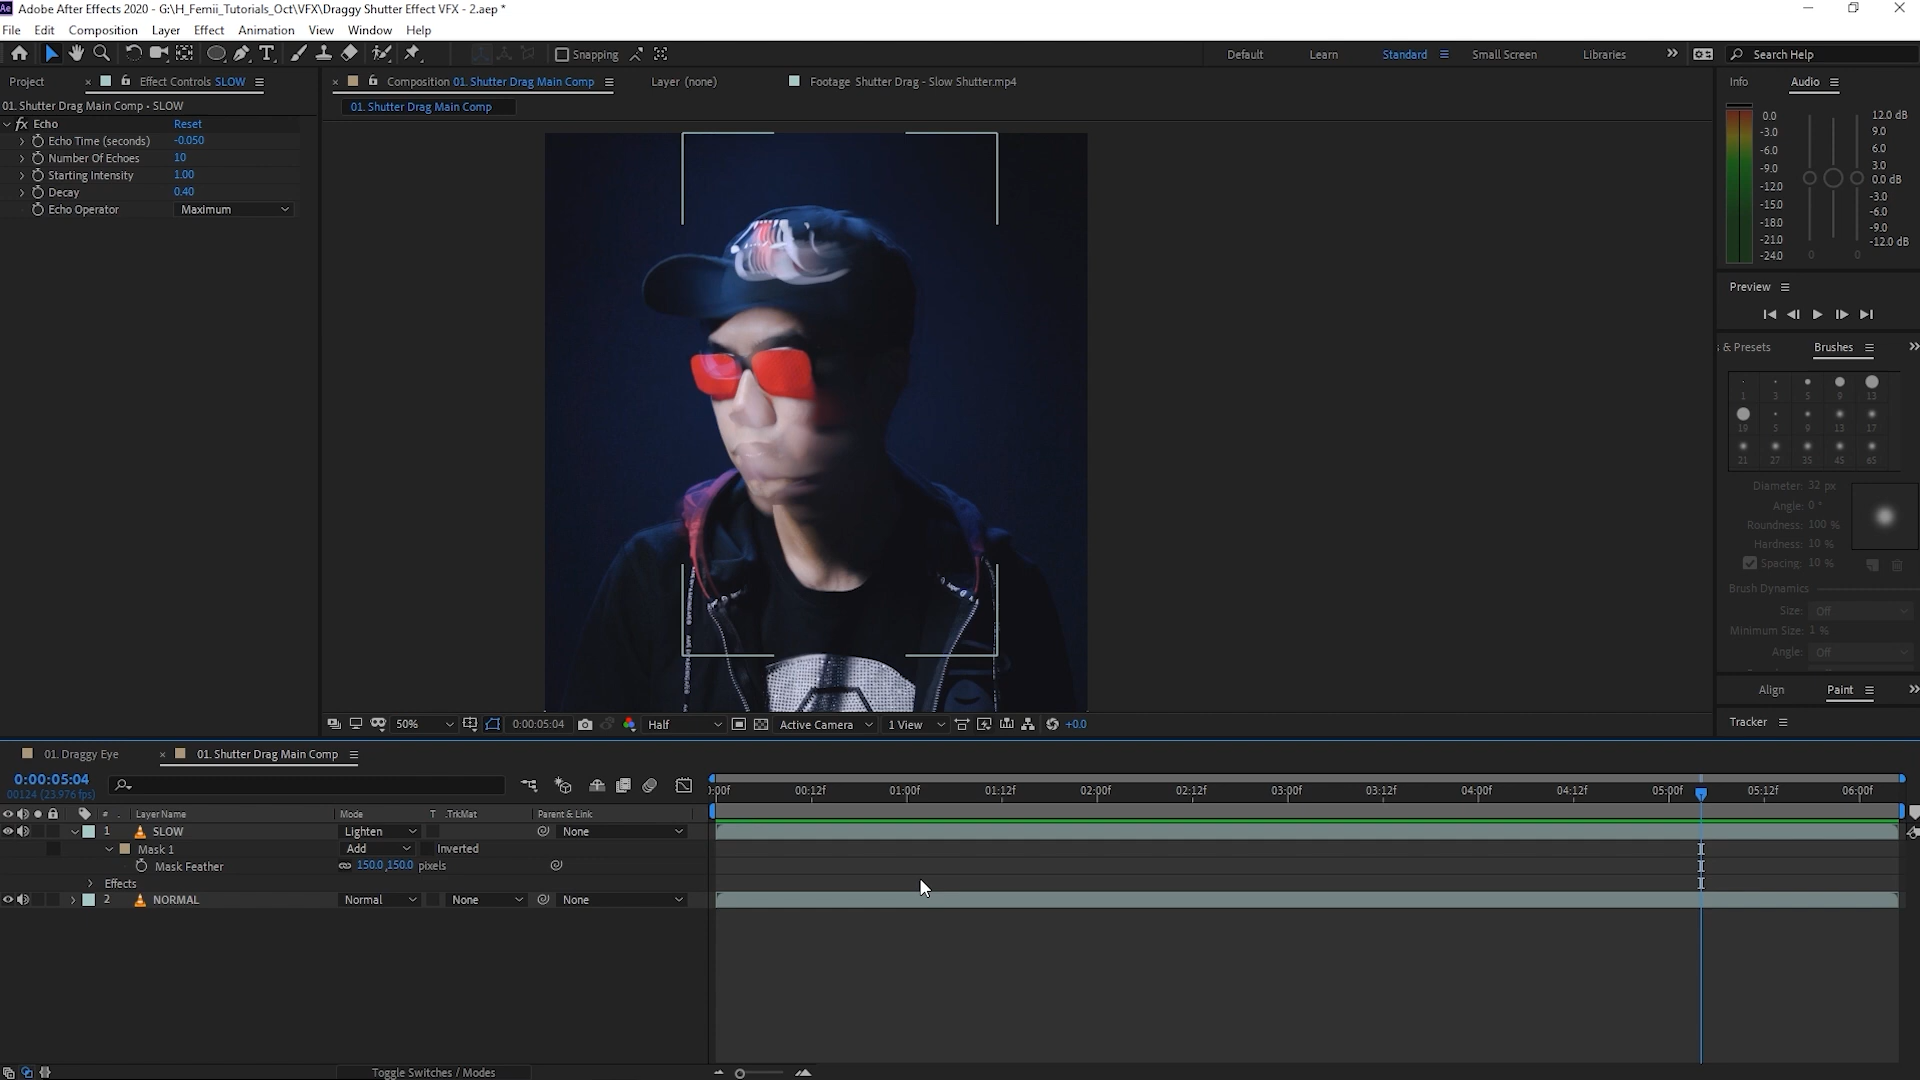 Adobe After Effects 2020 - G:\H_Femii_Tutorials_Oct\VFX\Draggy Shutter Effect VFX - 2.aep *
File Edit Composition Layer Effect Animation View Window Help
Snapping Default Learn Standard Small Screen Libraries Search Help
Project Effect Controls SLOW Composition 01. Shutter Drag Main Comp Layer (none) Footage Shutter Drag - Slow Shutter.mp4 Info Audio
01. Shutter Drag Main Comp • SLOW
01. Shutter Drag Main Comp
fx Echo Reset
Echo Time (seconds) -0.050
Number Of Echoes 10
Starting Intensity 1.00
Decay 0.40
Echo Operator Maximum
0.0 12.0 dB
-3.0 9.0
-6.0 6.0
-9.0 3.0
-12.0 0.0 dB
-15.0 -3.0
-18.0 -6.0
-21.0 -9.0
-24.0 -12.0 dB
0 0
Preview
& Presets Brushes
1 3 5 9 13
19 5 9 13 17
21 27 35 45 65
Diameter: 32 px
Angle: 0 °
Roundness: 100 %
Hardness: 10 %
Spacing: 10 %
Brush Dynamics
Size: Off
Minimum Size: 1 %
Angle: Off
Align Paint
Tracker
50% 0:00:05:04 Half Active Camera 1 View +0.0
01. Draggy Eye 01. Shutter Drag Main Comp
0:00:05:04
00124 (23.976 fps)
:00f 00:12f 01:00f 01:12f 02:00f 02:12f 03:00f 03:12f 04:00f 04:12f 05:00f 05:12f 06:00f
# Layer Name Mode T .TrkMat Parent & Link
1 SLOW Lighten None
Mask 1 Add Inverted
Mask Feather 150.0,150.0 pixels
Effects
2 NORMAL Normal None None
Toggle Switches / Modes